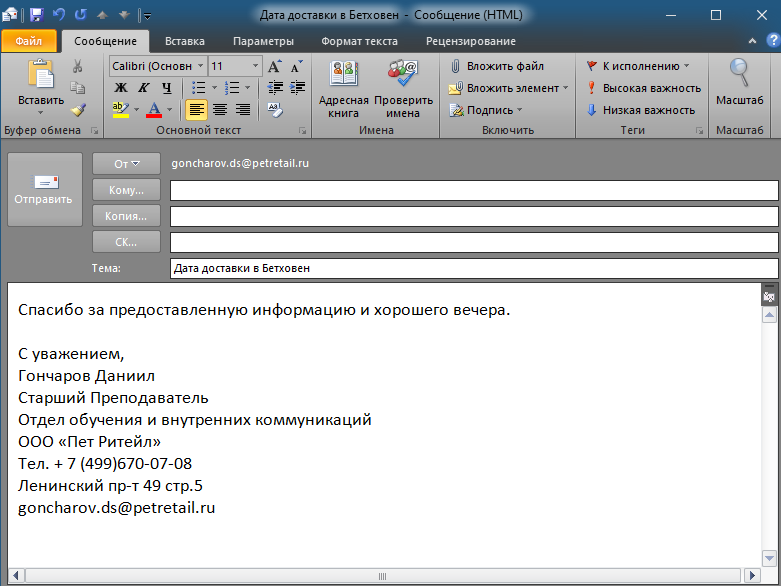 Дата доставки в Бетховен - Сообщение (HTML)
Файл Сообщение Вставка Параметры Формат текста Рецензирование
Вставить
Буфер обмена
Calibri (Основн 11
Ж К Ч
Основной текст
Адресная книга
Проверить имена
Имена
Вложить файл
Вложить элемент
Подпись
Включить
К исполнению
Высокая важность
Низкая важность
Теги
Масштаб
Масштаб
Отправить
От goncharov.ds@petretail.ru
Кому...
Копия...
СК...
Тема: Дата доставки в Бетховен
Спасибо за предоставленную информацию и хорошего вечера.
С уважением,
Гончаров Даниил
Старший Преподаватель
Отдел обучения и внутренних коммуникаций
ООО «Пет Ритейл»
Тел. + 7 (499)670-07-08
Ленинский пр-т 49 стр.5
goncharov.ds@petretail.ru